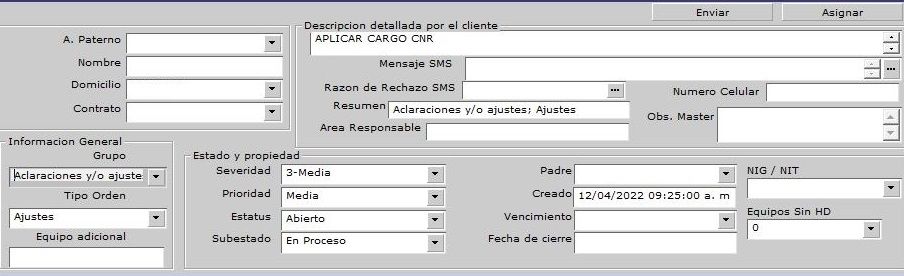 Enviar Asignar
Descripcion detallada por el cliente
APLICAR CARGO CNR
A. Paterno
Nombre
Domicilio
Contrato
Mensaje SMS
Razon de Rechazo SMS
Numero Celular
Resumen Aclaraciones y/o ajustes; Ajustes
Obs. Master
Area Responsable
Informacion General
Grupo
Aclaraciones y/o ajuste
Tipo Orden
Ajustes
Equipo adicional
Estado y propiedad
Severidad 3-Media
Prioridad Media
Estatus Abierto
Subestado En Proceso
Padre
Creado 12/04/2022 09:25:00 a. m
Vencimiento
Fecha de cierre
NIG / NIT
Equipos Sin HD
0